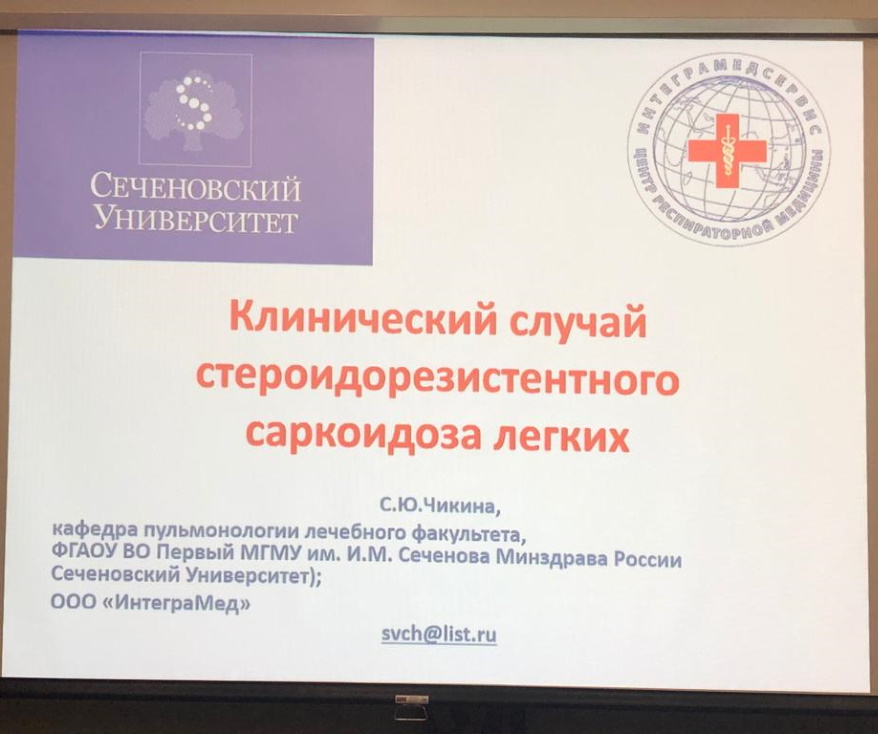 СЕЧЕНОВСКИЙ
УНИВЕРСИТЕТ
ИНТЕГРАМЕДСЕРВИС
ЦЕНТР РЕСПИРАТОРНОЙ МЕДИЦИНЫ
Клинический случай
стероидорезистентного
саркоидоза легких
С.Ю.Чикина,
кафедра пульмонологии лечебного факультета,
ФГАОУ ВО Первый МГМУ им. И.М. Сеченова Минздрава России
Сеченовский Университет);
ООО «ИнтеграМед»
svch@list.ru